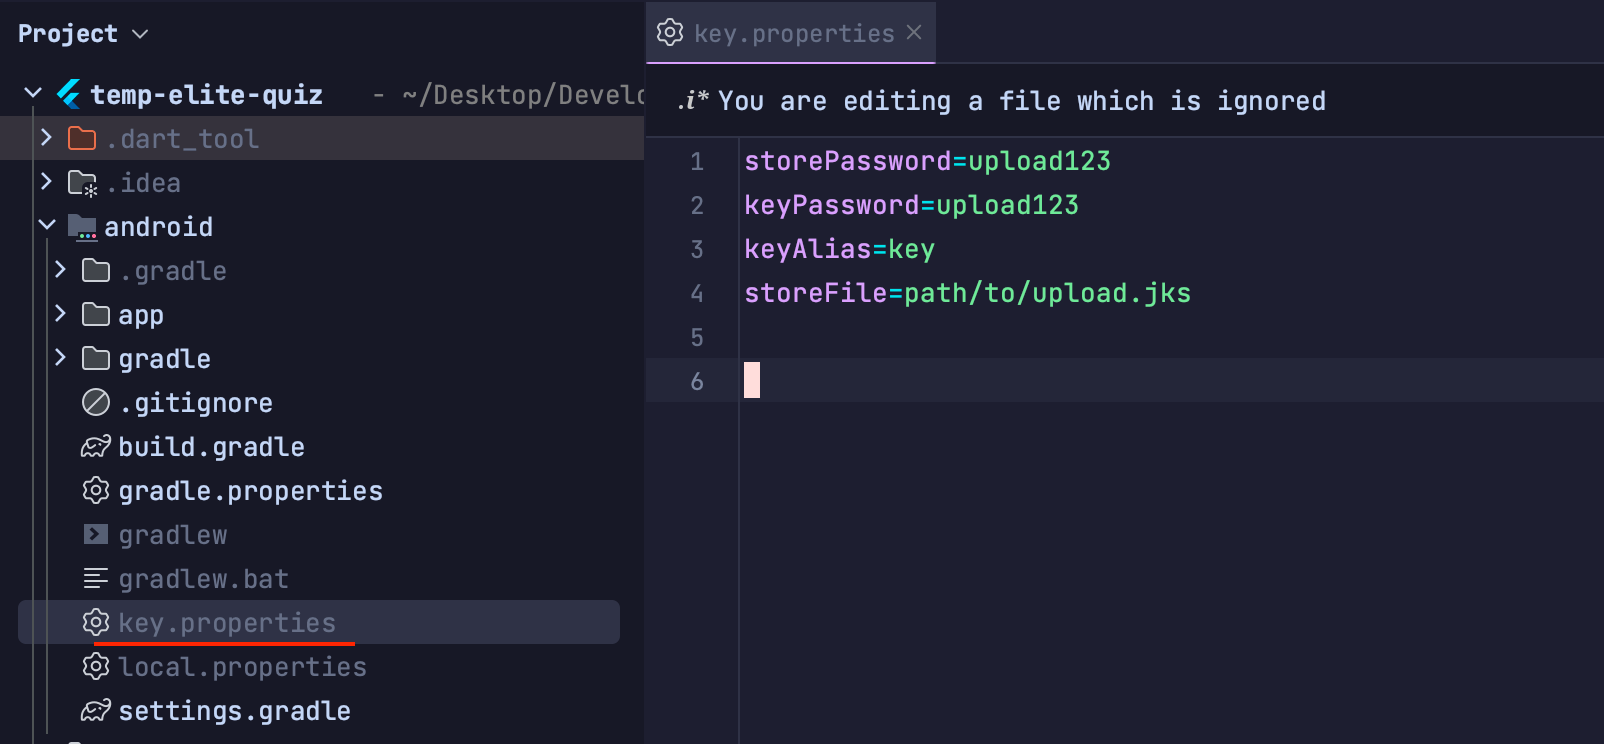 Project
temp-elite-quiz - ~/Desktop/Develo
.dart_tool
.idea
android
.gradle
app
gradle
.gitignore
build.gradle
gradle.properties
gradlew
gradlew.bat
key.properties
local.properties
settings.gradle
key.properties
.i* You are editing a file which is ignored
1 storePassword=upload123
2 keyPassword=upload123
3 keyAlias=key
4 storeFile=path/to/upload.jks
5
6